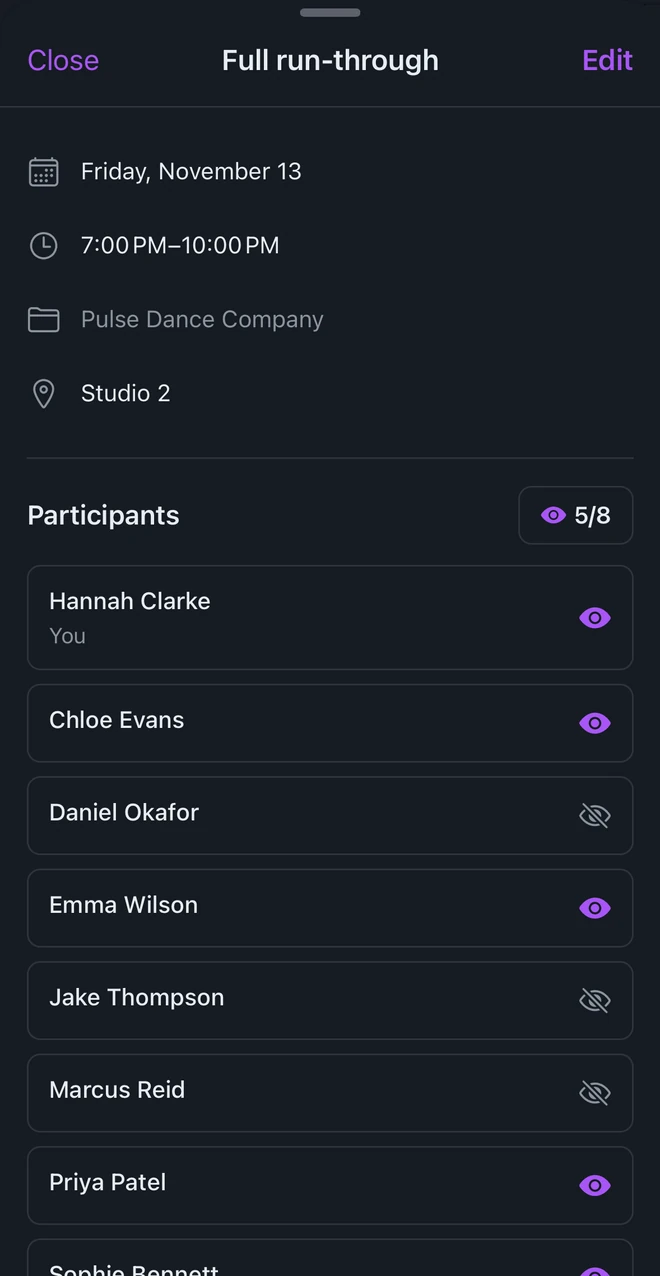 Close
Full run-through
Edit
Friday, November 13
7:00 PM–10:00 PM
Pulse Dance Company
Studio 2
Participants
5/8
Hannah Clarke
You
Chloe Evans
Daniel Okafor
Emma Wilson
Jake Thompson
Marcus Reid
Priya Patel
Sophie Bennett